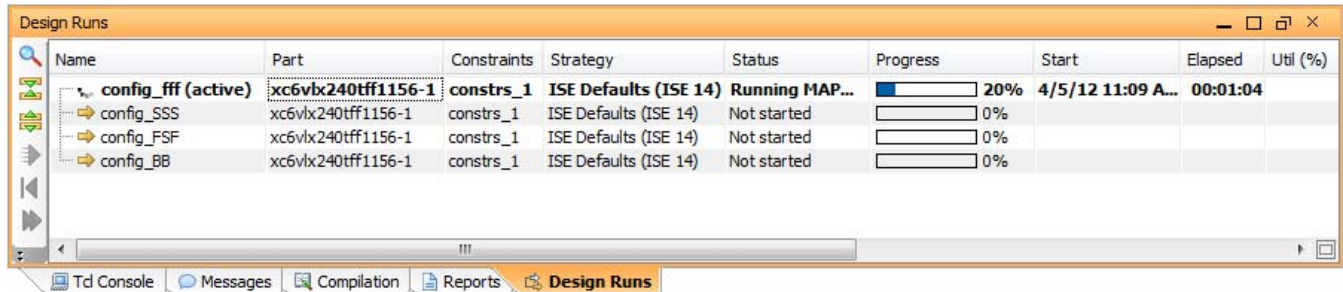 Design Runs
Name Part Constraints Strategy Status Progress Start Elapsed Util (%)
config_fff (active) xc6vlx240tff1156-1 constrs_1 ISE Defaults (ISE 14) Running MAP... 20% 4/5/12 11:09 A... 00:01:04
config_SSS xc6vlx240tff1156-1 constrs_1 ISE Defaults (ISE 14) Not started 0%
config_FSF xc6vlx240tff1156-1 constrs_1 ISE Defaults (ISE 14) Not started 0%
config_BB xc6vlx240tff1156-1 constrs_1 ISE Defaults (ISE 14) Not started 0%
Tcl Console Messages Compilation Reports Design Runs